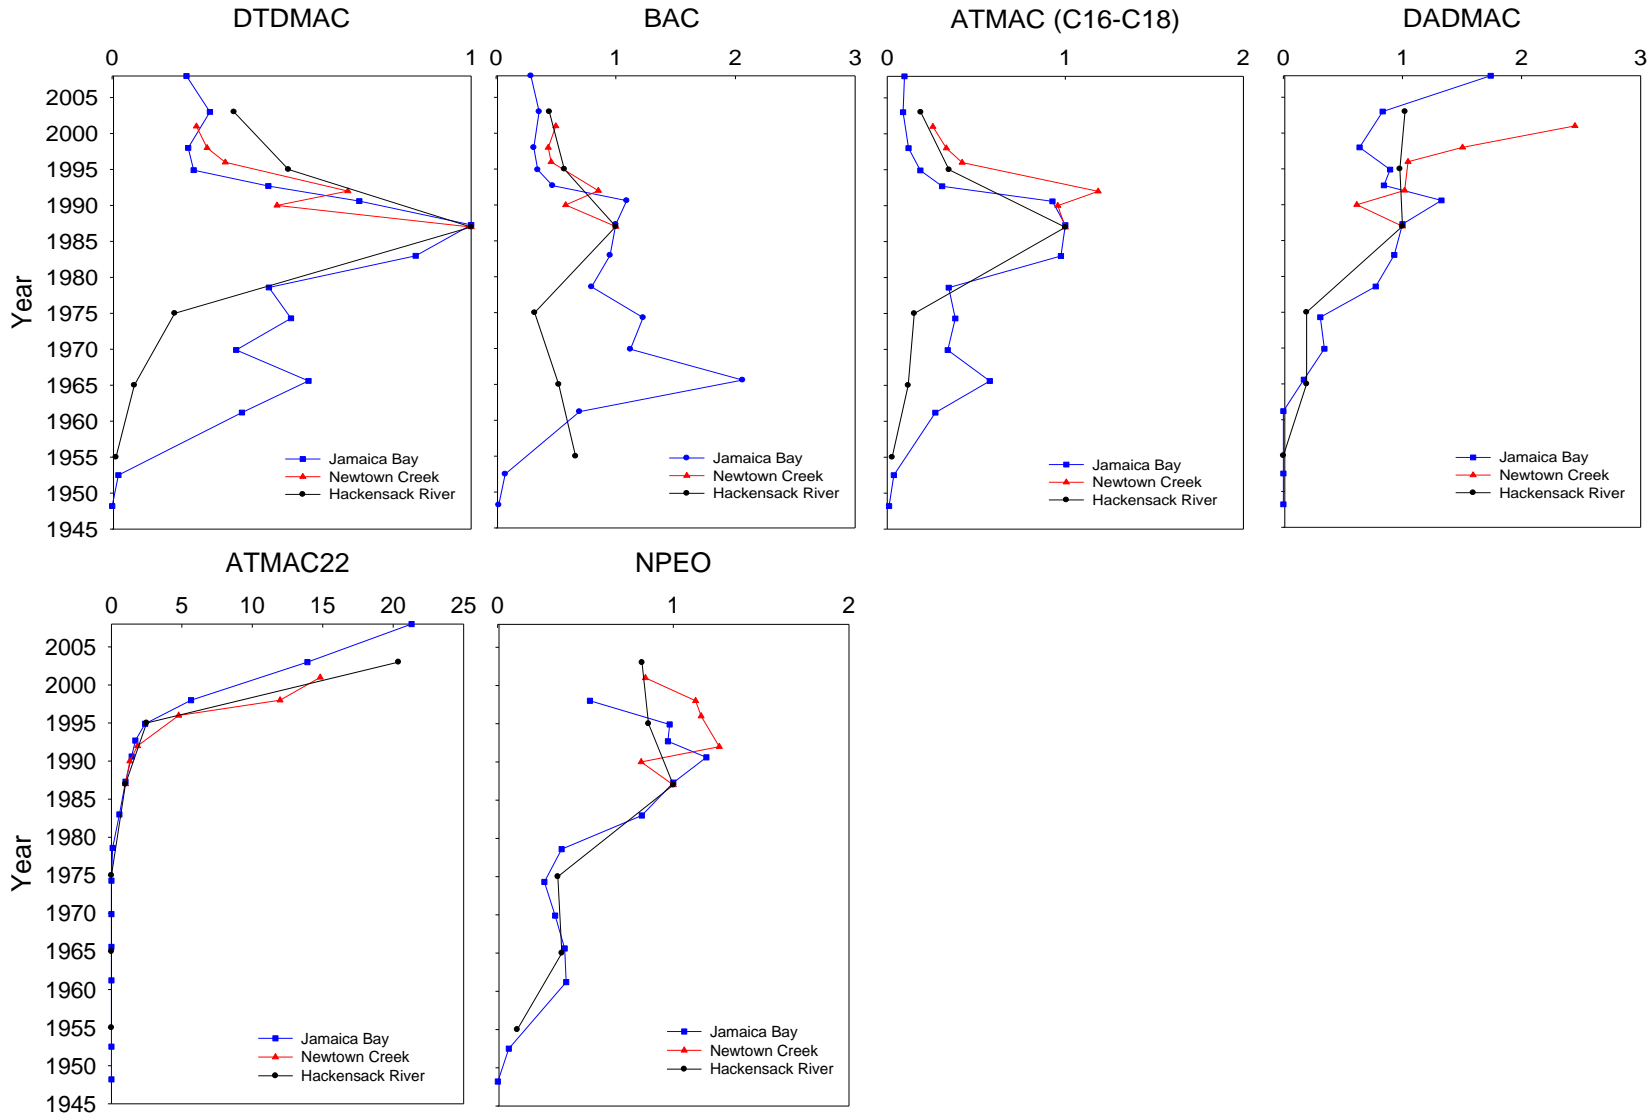 DTDMAC BAC ATMAC (C16-C18) DADMAC
0 1 0 1 2 3 0 1 2 0 1 2 3
2005
2000
1995
1990
1985
1980
1975
1970
1965
1960
1955
1950
1945
Year
Jamaica Bay
Newtown Creek
Hackensack River
Jamaica Bay
Newtown Creek
Hackensack River
Jamaica Bay
Newtown Creek
Hackensack River
Jamaica Bay
Newtown Creek
Hackensack River
ATMAC22 NPEO
0 5 10 15 20 25 0 1 2
2005
2000
1995
1990
1985
1980
1975
1970
1965
1960
1955
1950
1945
Year
Jamaica Bay
Newtown Creek
Hackensack River
Jamaica Bay
Newtown Creek
Hackensack River